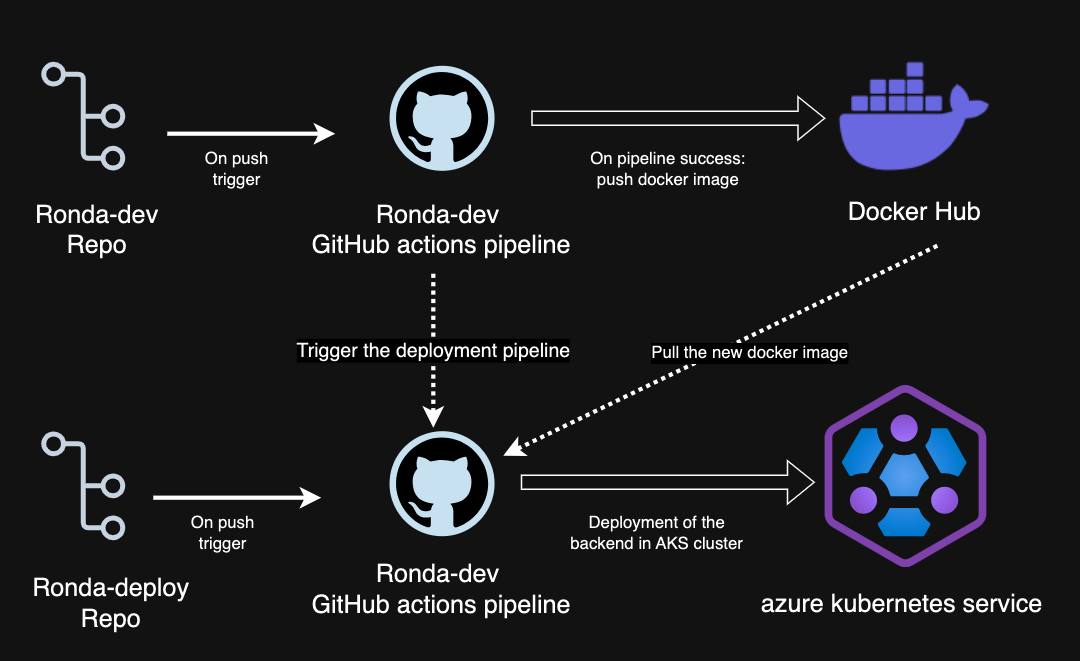 On push
trigger
On pipeline success:
push docker image
Ronda-dev
Repo
Ronda-dev
GitHub actions pipeline
Docker Hub
Trigger the deployment pipeline
Pull the new docker image
On push
trigger
Deployment of the
backend in AKS cluster
Ronda-deploy
Repo
Ronda-dev
GitHub actions pipeline
azure kubernetes service